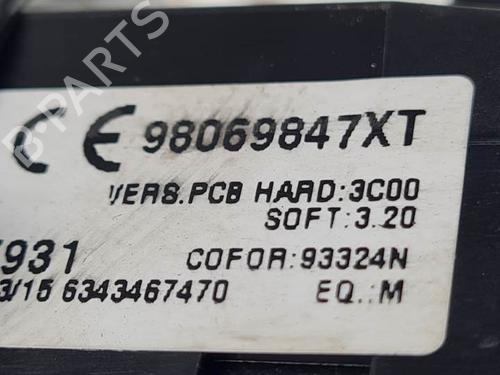 CE 98069847XT
VERS.PCB HARD:3C00
SOFT:3.20
931 COFOR:93324N
3/15 6343467470 EQ.:M
B-PARTS